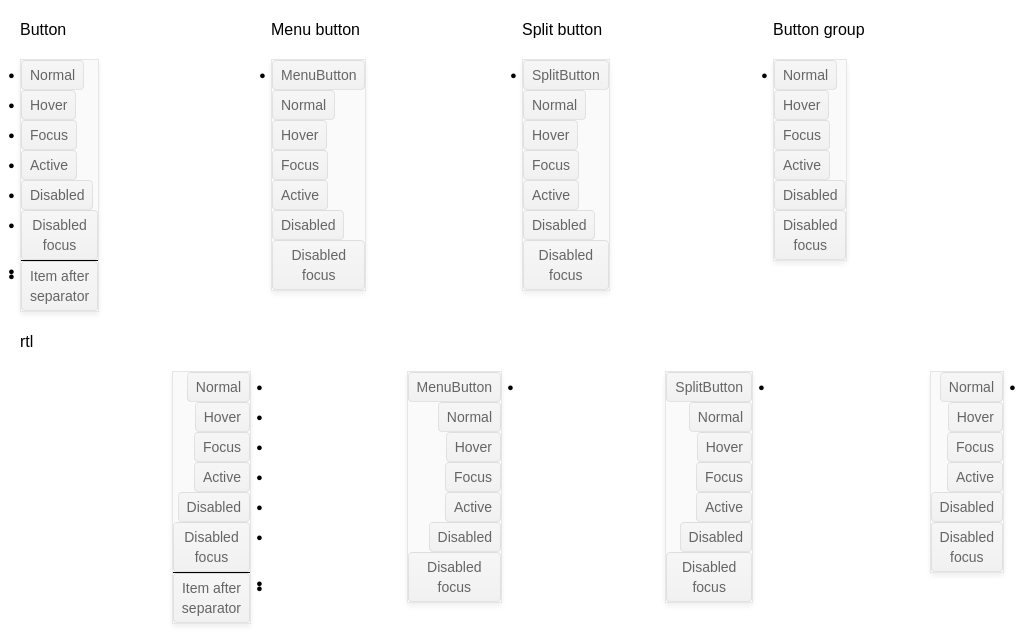 Button
Menu button
Split button
Button group
Normal
Hover
Focus
Active
Disabled
Disabled
focus
Item after
separator
MenuButton
Normal
Hover
Focus
Active
Disabled
Disabled
focus
SplitButton
Normal
Hover
Focus
Active
Disabled
Disabled
focus
Normal
Hover
Focus
Active
Disabled
Disabled
focus
rtl
Normal
Hover
Focus
Active
Disabled
Disabled
focus
Item after
separator
MenuButton
Normal
Hover
Focus
Active
Disabled
Disabled
focus
SplitButton
Normal
Hover
Focus
Active
Disabled
Disabled
focus
Normal
Hover
Focus
Active
Disabled
Disabled
focus